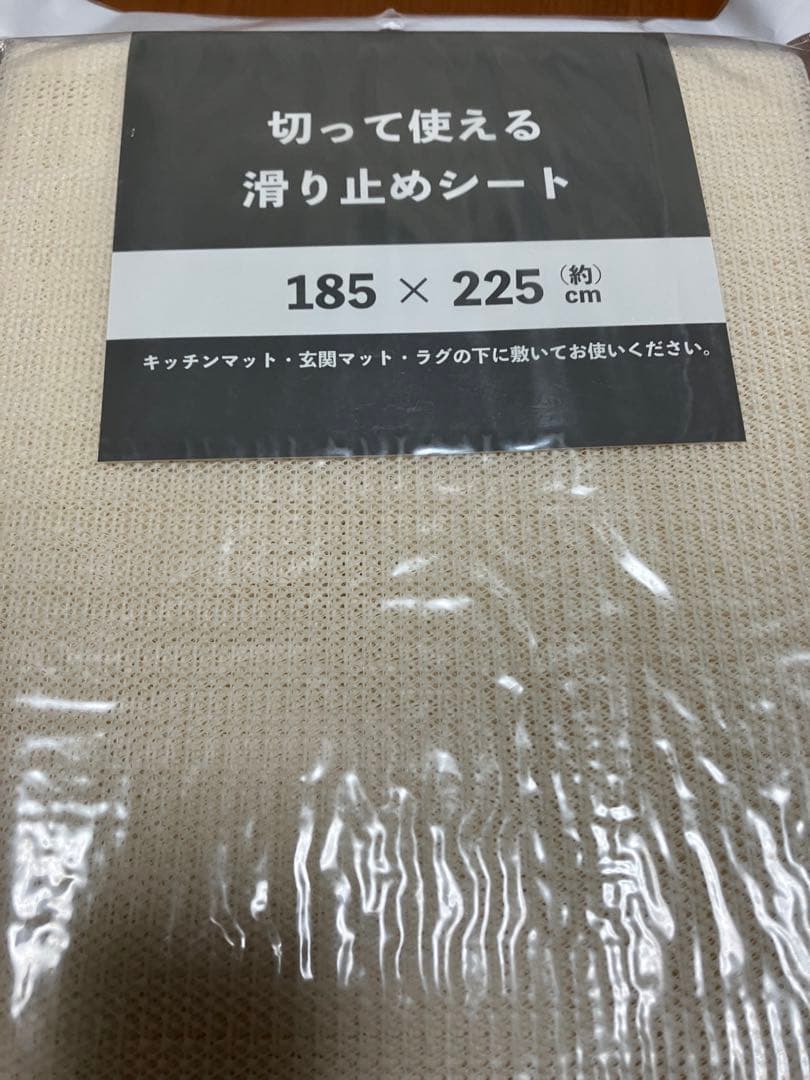 切って使える
滑り止めシート
185 × 225 (約)cm
キッチンマット・玄関マット・ラグの下に敷いてお使いください。